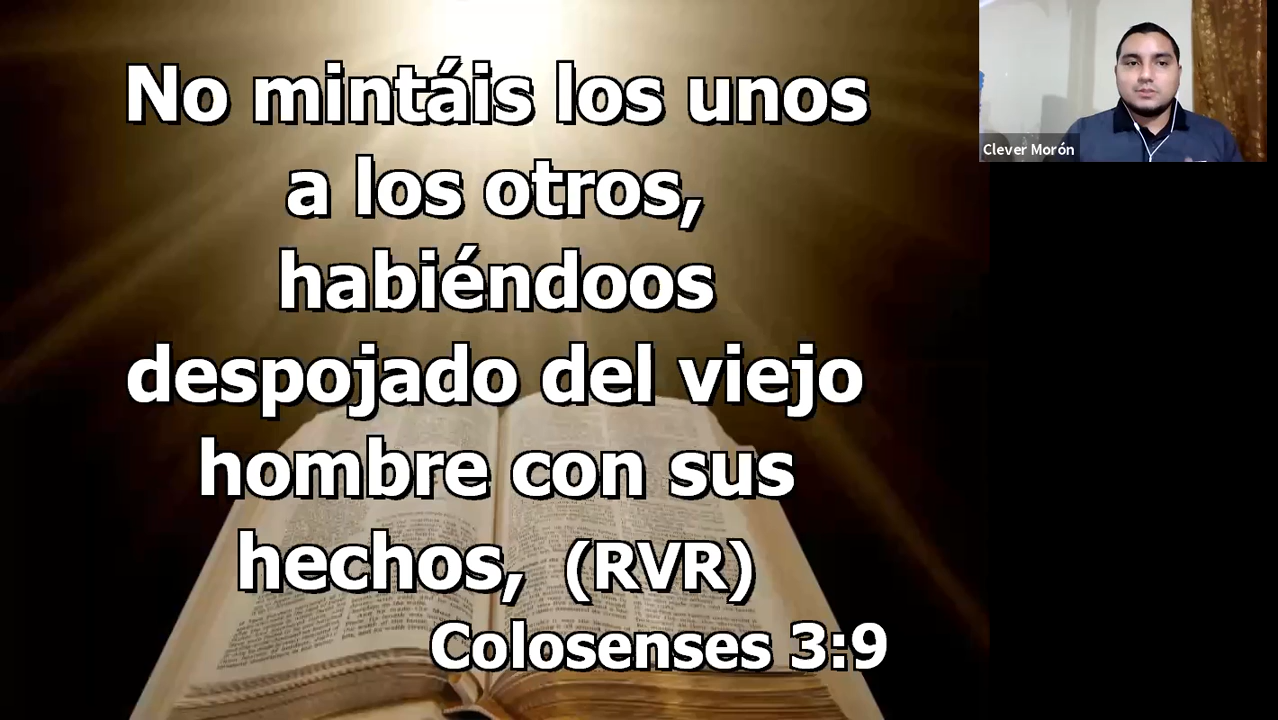 No mintáis los unos
a los otros,
habiéndoos
despojado del viejo
hombre con sus
hechos, (RVR)
Colosenses 3:9
Clever Morón